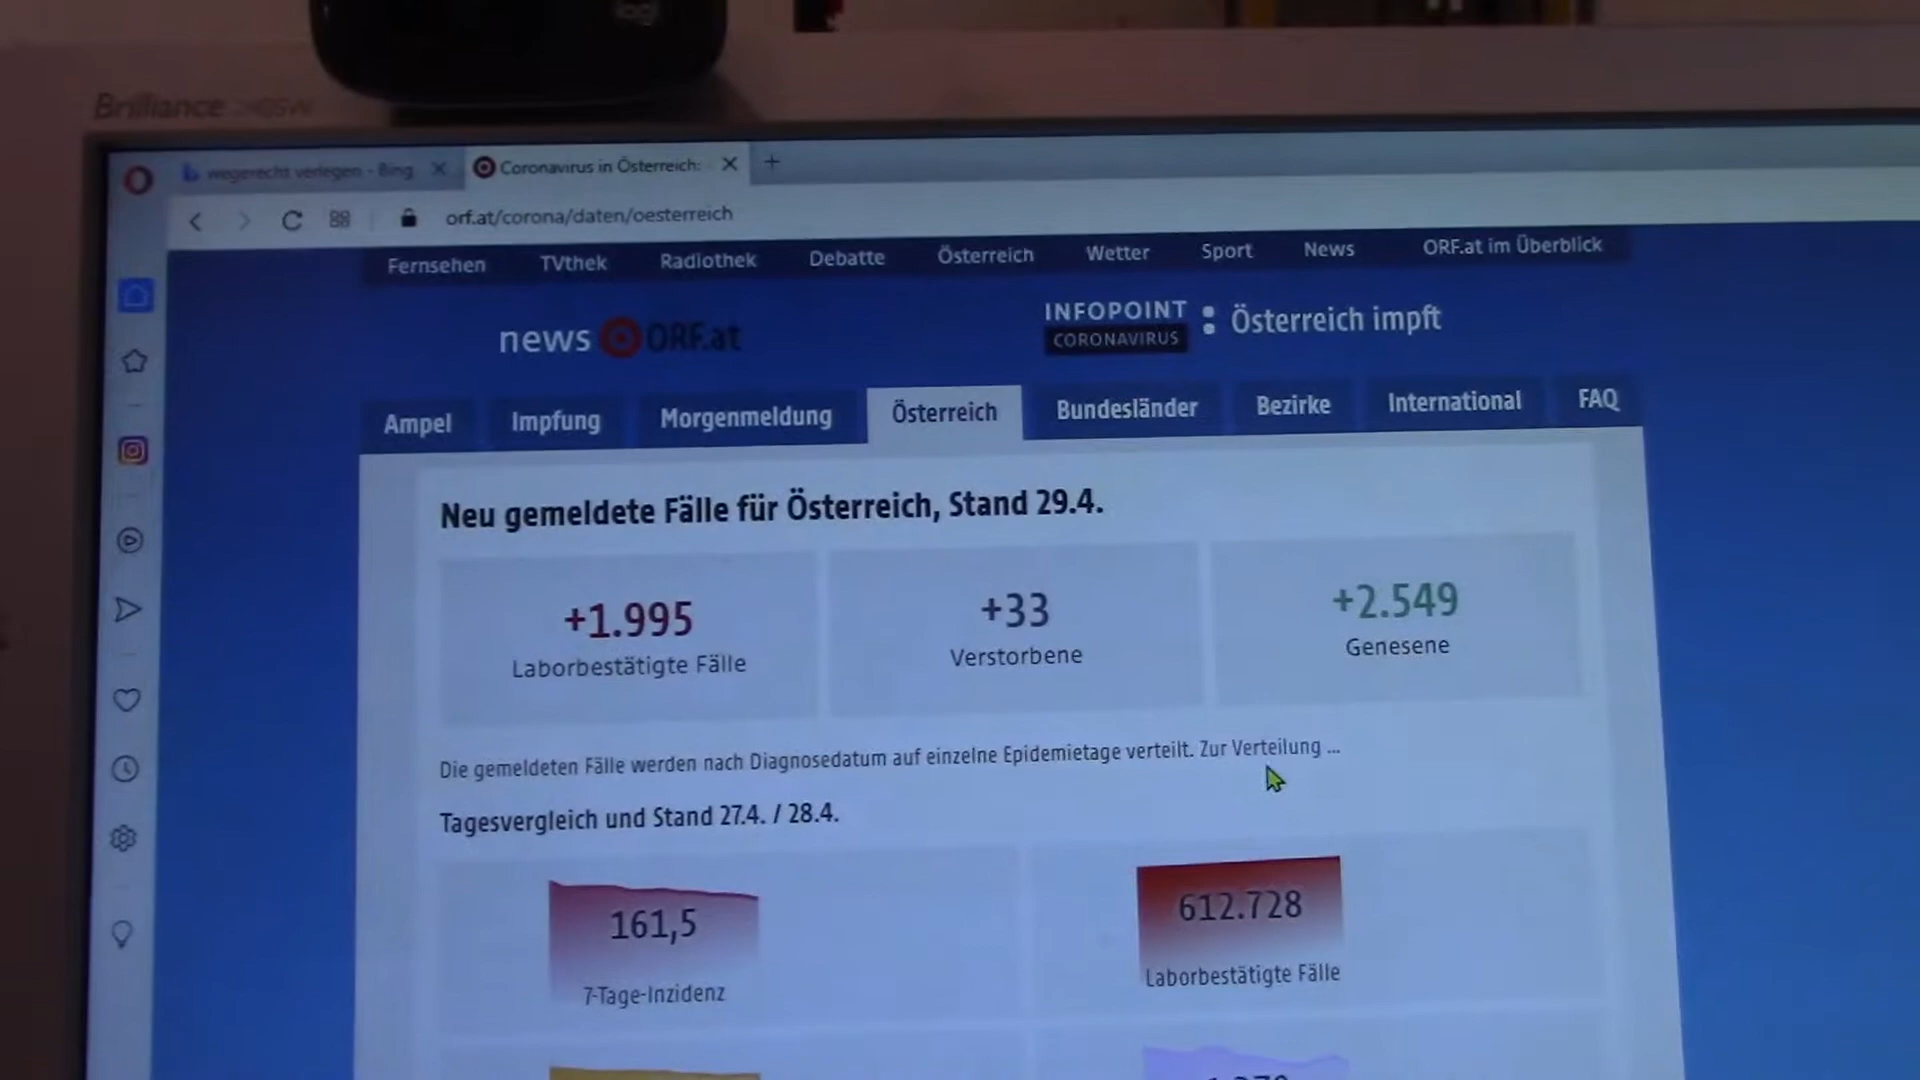 logi
Brilliance
wegerecht verlegen - Bing
Coronavirus in Österreich:
orf.at/corona/daten/oesterreich
Fernsehen TVthek Radiothek Debatte Österreich Wetter Sport News ORF.at im Überblick
news ORF.at
INFOPOINT
CORONAVIRUS
: Österreich impft
Ampel Impfung Morgenmeldung Österreich Bundesländer Bezirke International FAQ
Neu gemeldete Fälle für Österreich, Stand 29.4.
+1.995 +33 +2.549
Laborbestätigte Fälle Verstorbene Genesene
Die gemeldeten Fälle werden nach Diagnosedatum auf einzelne Epidemietage verteilt. Zur Verteilung ...
Tagesvergleich und Stand 27.4. / 28.4.
161,5 612.728
7-Tage-Inzidenz Laborbestätigte Fälle